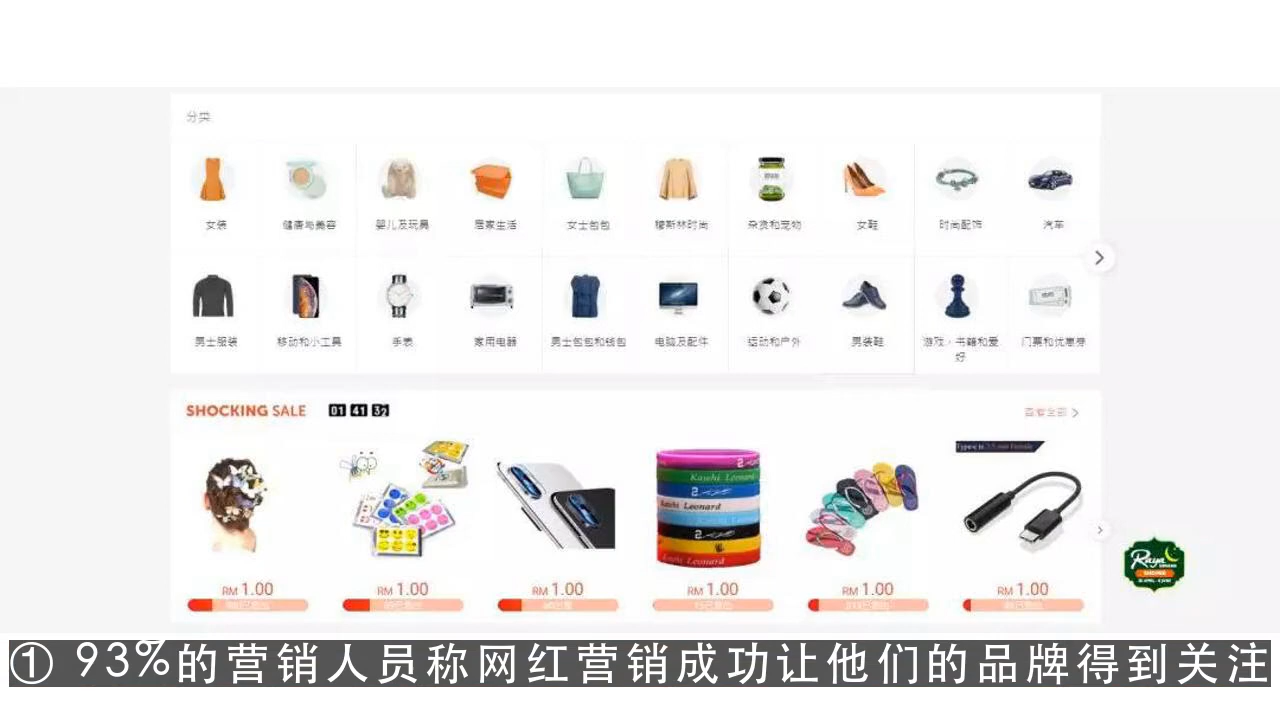 分类
女装
健康与美容
婴儿及玩具
居家生活
女士包包
穆斯林时尚
杂货和宠物
女鞋
时尚配饰
汽车
男士服装
移动和小工具
手表
家用电器
男士包包和钱包
电脑及配件
运动和户外
男装鞋
游戏，书籍和爱
好
门票和优惠券
SHOCKING SALE 01 41 32
查看全部
Kawhi Leonard
Leonard
RM 1.00
RM 1.00
RM 1.00
RM 1.00
RM 1.00
RM 1.00
Raya
SHOPEE
① 93%的营销人员称网红营销成功让他们的品牌得到关注